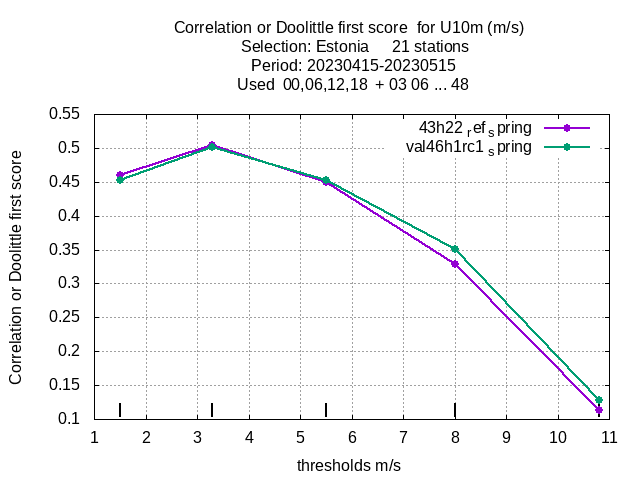 Correlation or Doolittle first score  for U10m (m/s)
Selection: Estonia     21 stations
Period: 20230415-20230515
Used  00,06,12,18  + 03 06 ... 48
43h22 ref spring
val46h1rc1 spring
Correlation or Doolittle first score
0.55
0.5
0.45
0.4
0.35
0.3
0.25
0.2
0.15
0.1
1 2 3 4 5 6 7 8 9 10 11
thresholds m/s